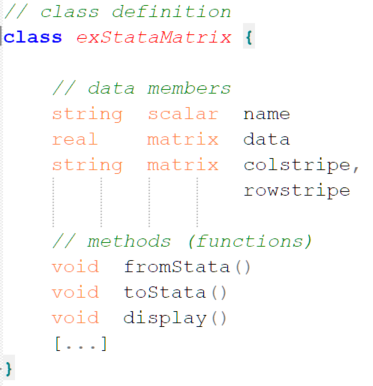 // class definition
class exStataMatrix {
// data members
string scalar name
real matrix data
string matrix colstripe,
rowstripe
// methods (functions)
void fromStata()
void toStata()
void display()
[...]
}